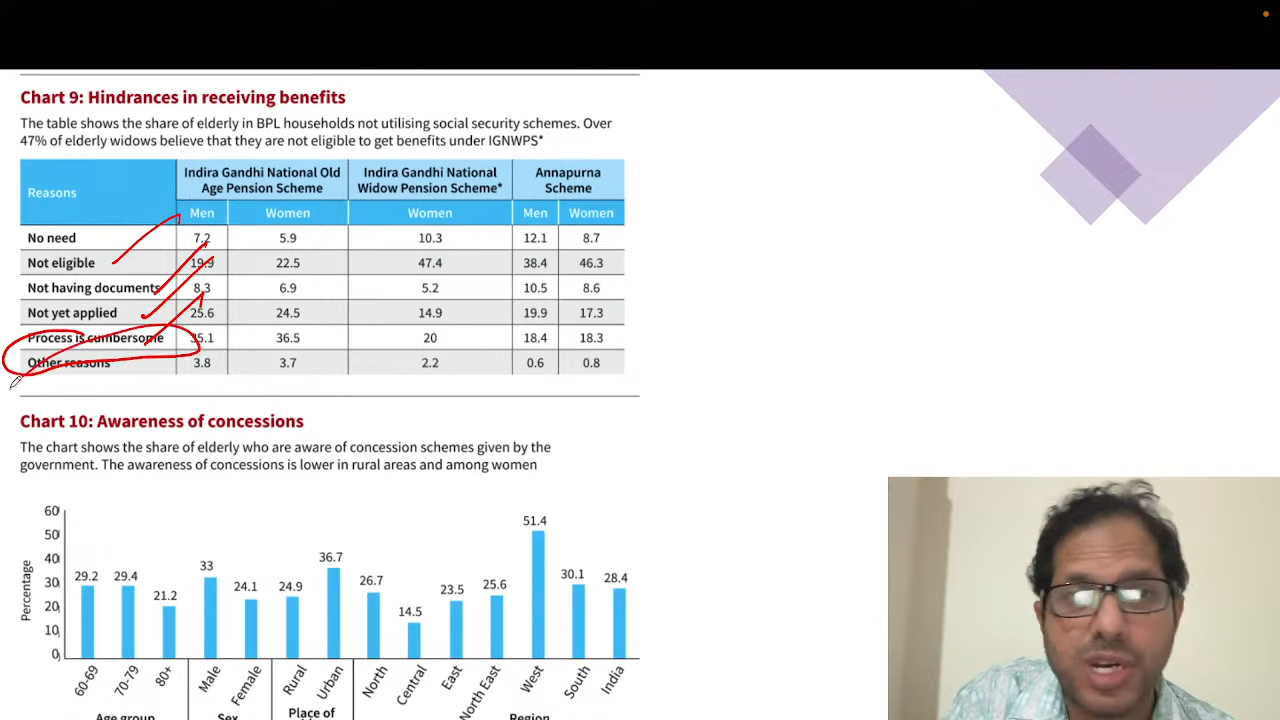 Chart 9: Hindrances in receiving benefits
The table shows the share of elderly in BPL households not utilising social security schemes. Over
47% of elderly widows believe that they are not eligible to get benefits under IGNWPS*
Reasons
Indira Gandhi National Old
Age Pension Scheme
Indira Gandhi National
Widow Pension Scheme*
Annapurna
Scheme
Men Women Women Men Women
No need 7.2 5.9 10.3 12.1 8.7
Not eligible 19.9 22.5 47.4 38.4 46.3
Not having documents 8.3 6.9 5.2 10.5 8.6
Not yet applied 25.6 24.5 14.9 19.9 17.3
Process is cumbersome 35.1 36.5 20 18.4 18.3
Other reasons 3.8 3.7 2.2 0.6 0.8
Chart 10: Awareness of concessions
The chart shows the share of elderly who are aware of concession schemes given by the
government. The awareness of concessions is lower in rural areas and among women
Percentage
60
50
40
30
20
10
0
29.2 29.4 21.2 33 24.1 24.9 36.7 26.7 14.5 23.5 25.6 51.4 30.1 28.4
60-69 70-79 80+ Male Female Rural Urban North Central East North East West South India
Age group Sex Place of Region